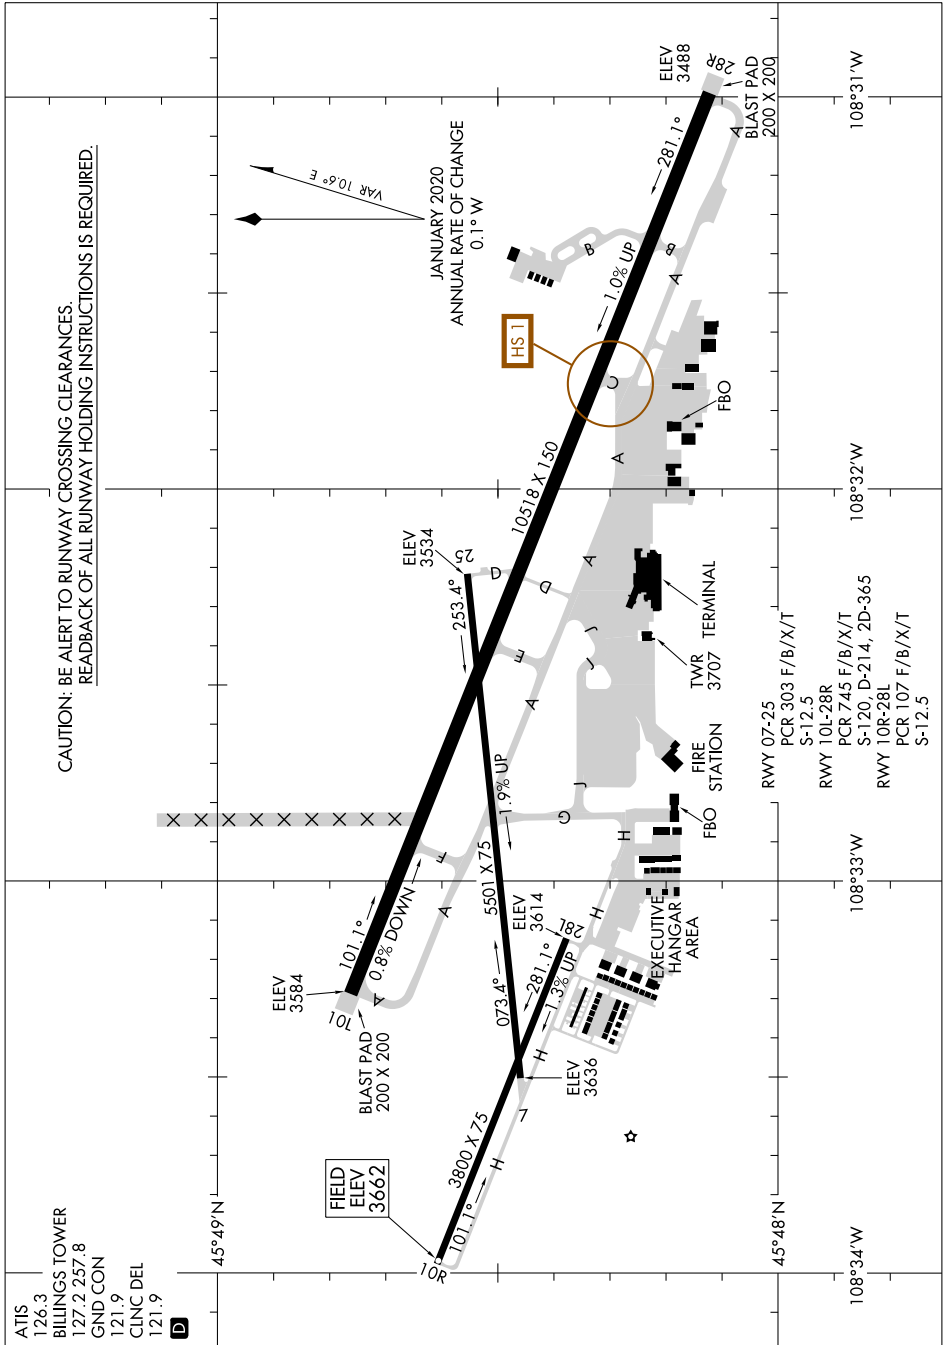 ATIS
126.3
BILLINGS TOWER
127.2 257.8
GND CON
121.9
CLNC DEL
121.9
D
CAUTION: BE ALERT TO RUNWAY CROSSING CLEARANCES.
READBACK OF ALL RUNWAY HOLDING INSTRUCTIONS IS REQUIRED.
VAR 10.6° E
JANUARY 2020
ANNUAL RATE OF CHANGE
0.1° W
45°49'N
45°48'N
108°31'W
108°32'W
108°33'W
108°34'W
FIELD
ELEV
3662
10R
101.1°
3800 X 75
H
L
7
H
281.1°
1.3% UP
28L
ELEV
3614
ELEV
3636
073.4°
5501 X 75
1.9% UP
253.4°
25
ELEV
3534
ELEV
3584
10L
BLAST PAD
200 X 200
101.1°
0.8% DOWN
10518 X 150
1.0% UP
281.1°
28R
ELEV
3488
BLAST PAD
200 X 200
HS 1
A
A
F
A
E
D
D
A
A
C
B
B
A
A
G
J
J
J
H
H
EXECUTIVE
HANGAR
AREA
FBO
FIRE
STATION
TWR
3707
TERMINAL
FBO
RWY 07-25
PCR 303 F/B/X/T
S-12.5
RWY 10L-28R
PCR 745 F/B/X/T
S-120, D-214, 2D-365
RWY 10R-28L
PCR 107 F/B/X/T
S-12.5